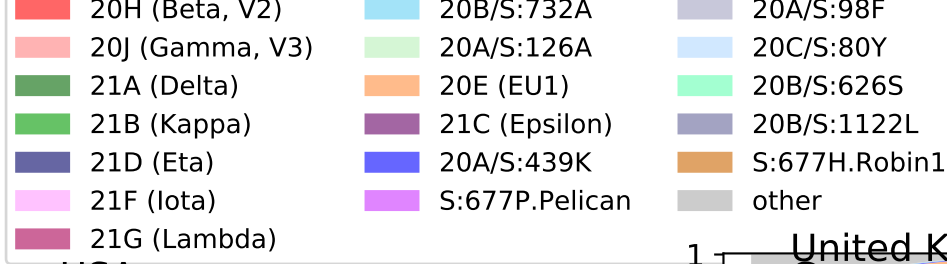 20H (Beta, V2) 20B/S:732A 20A/S:98F
20J (Gamma, V3) 20A/S:126A 20C/S:80Y
21A (Delta) 20E (EU1) 20B/S:626S
21B (Kappa) 21C (Epsilon) 20B/S:1122L
21D (Eta) 20A/S:439K S:677H.Robin1
21F (Iota) S:677P.Pelican other
21G (Lambda)
1 United K